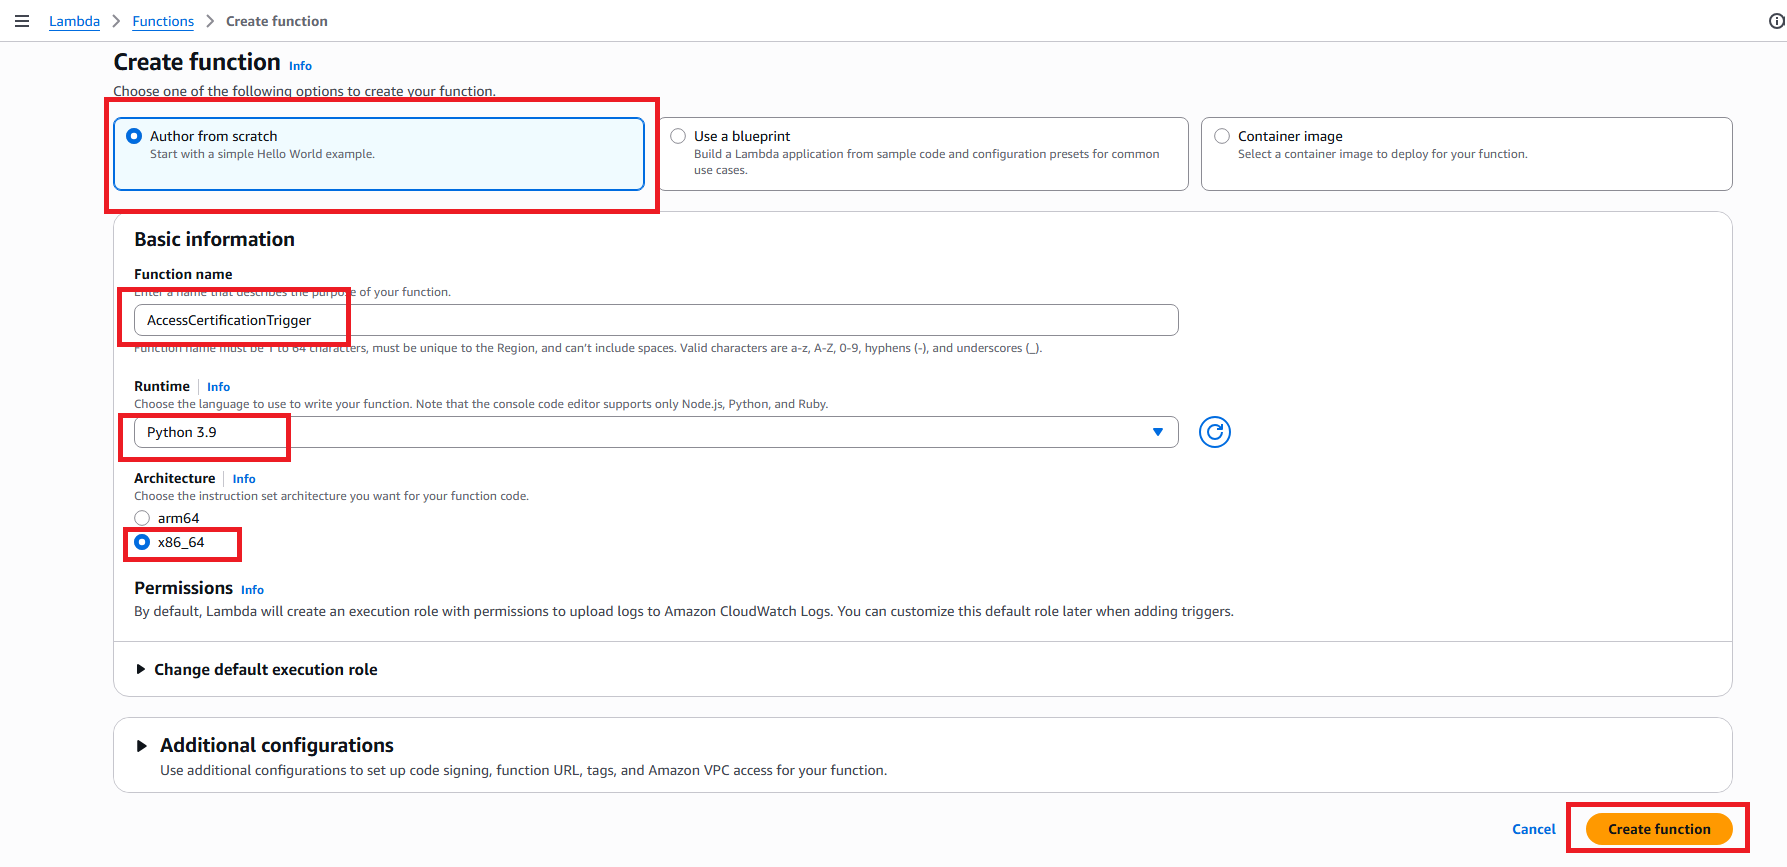 Lambda > Functions > Create function
Create function Info
Choose one of the following options to create your function.
Author from scratch
Start with a simple Hello World example.
Use a blueprint
Build a Lambda application from sample code and configuration presets for common
use cases.
Container image
Select a container image to deploy for your function.
Basic information
Function name
Enter a name that describes the purpose of your function.
AccessCertificationTrigger
Function name must be 1 to 64 characters, must be unique to the Region, and can't include spaces. Valid characters are a-z, A-Z, 0-9, hyphens (-), and underscores (_).
Runtime | Info
Choose the language to use to write your function. Note that the console code editor supports only Node.js, Python, and Ruby.
Python 3.9
Architecture | Info
Choose the instruction set architecture you want for your function code.
arm64
x86_64
Permissions Info
By default, Lambda will create an execution role with permissions to upload logs to Amazon CloudWatch Logs. You can customize this default role later when adding triggers.
Change default execution role
Additional configurations
Use additional configurations to set up code signing, function URL, tags, and Amazon VPC access for your function.
Cancel
Create function